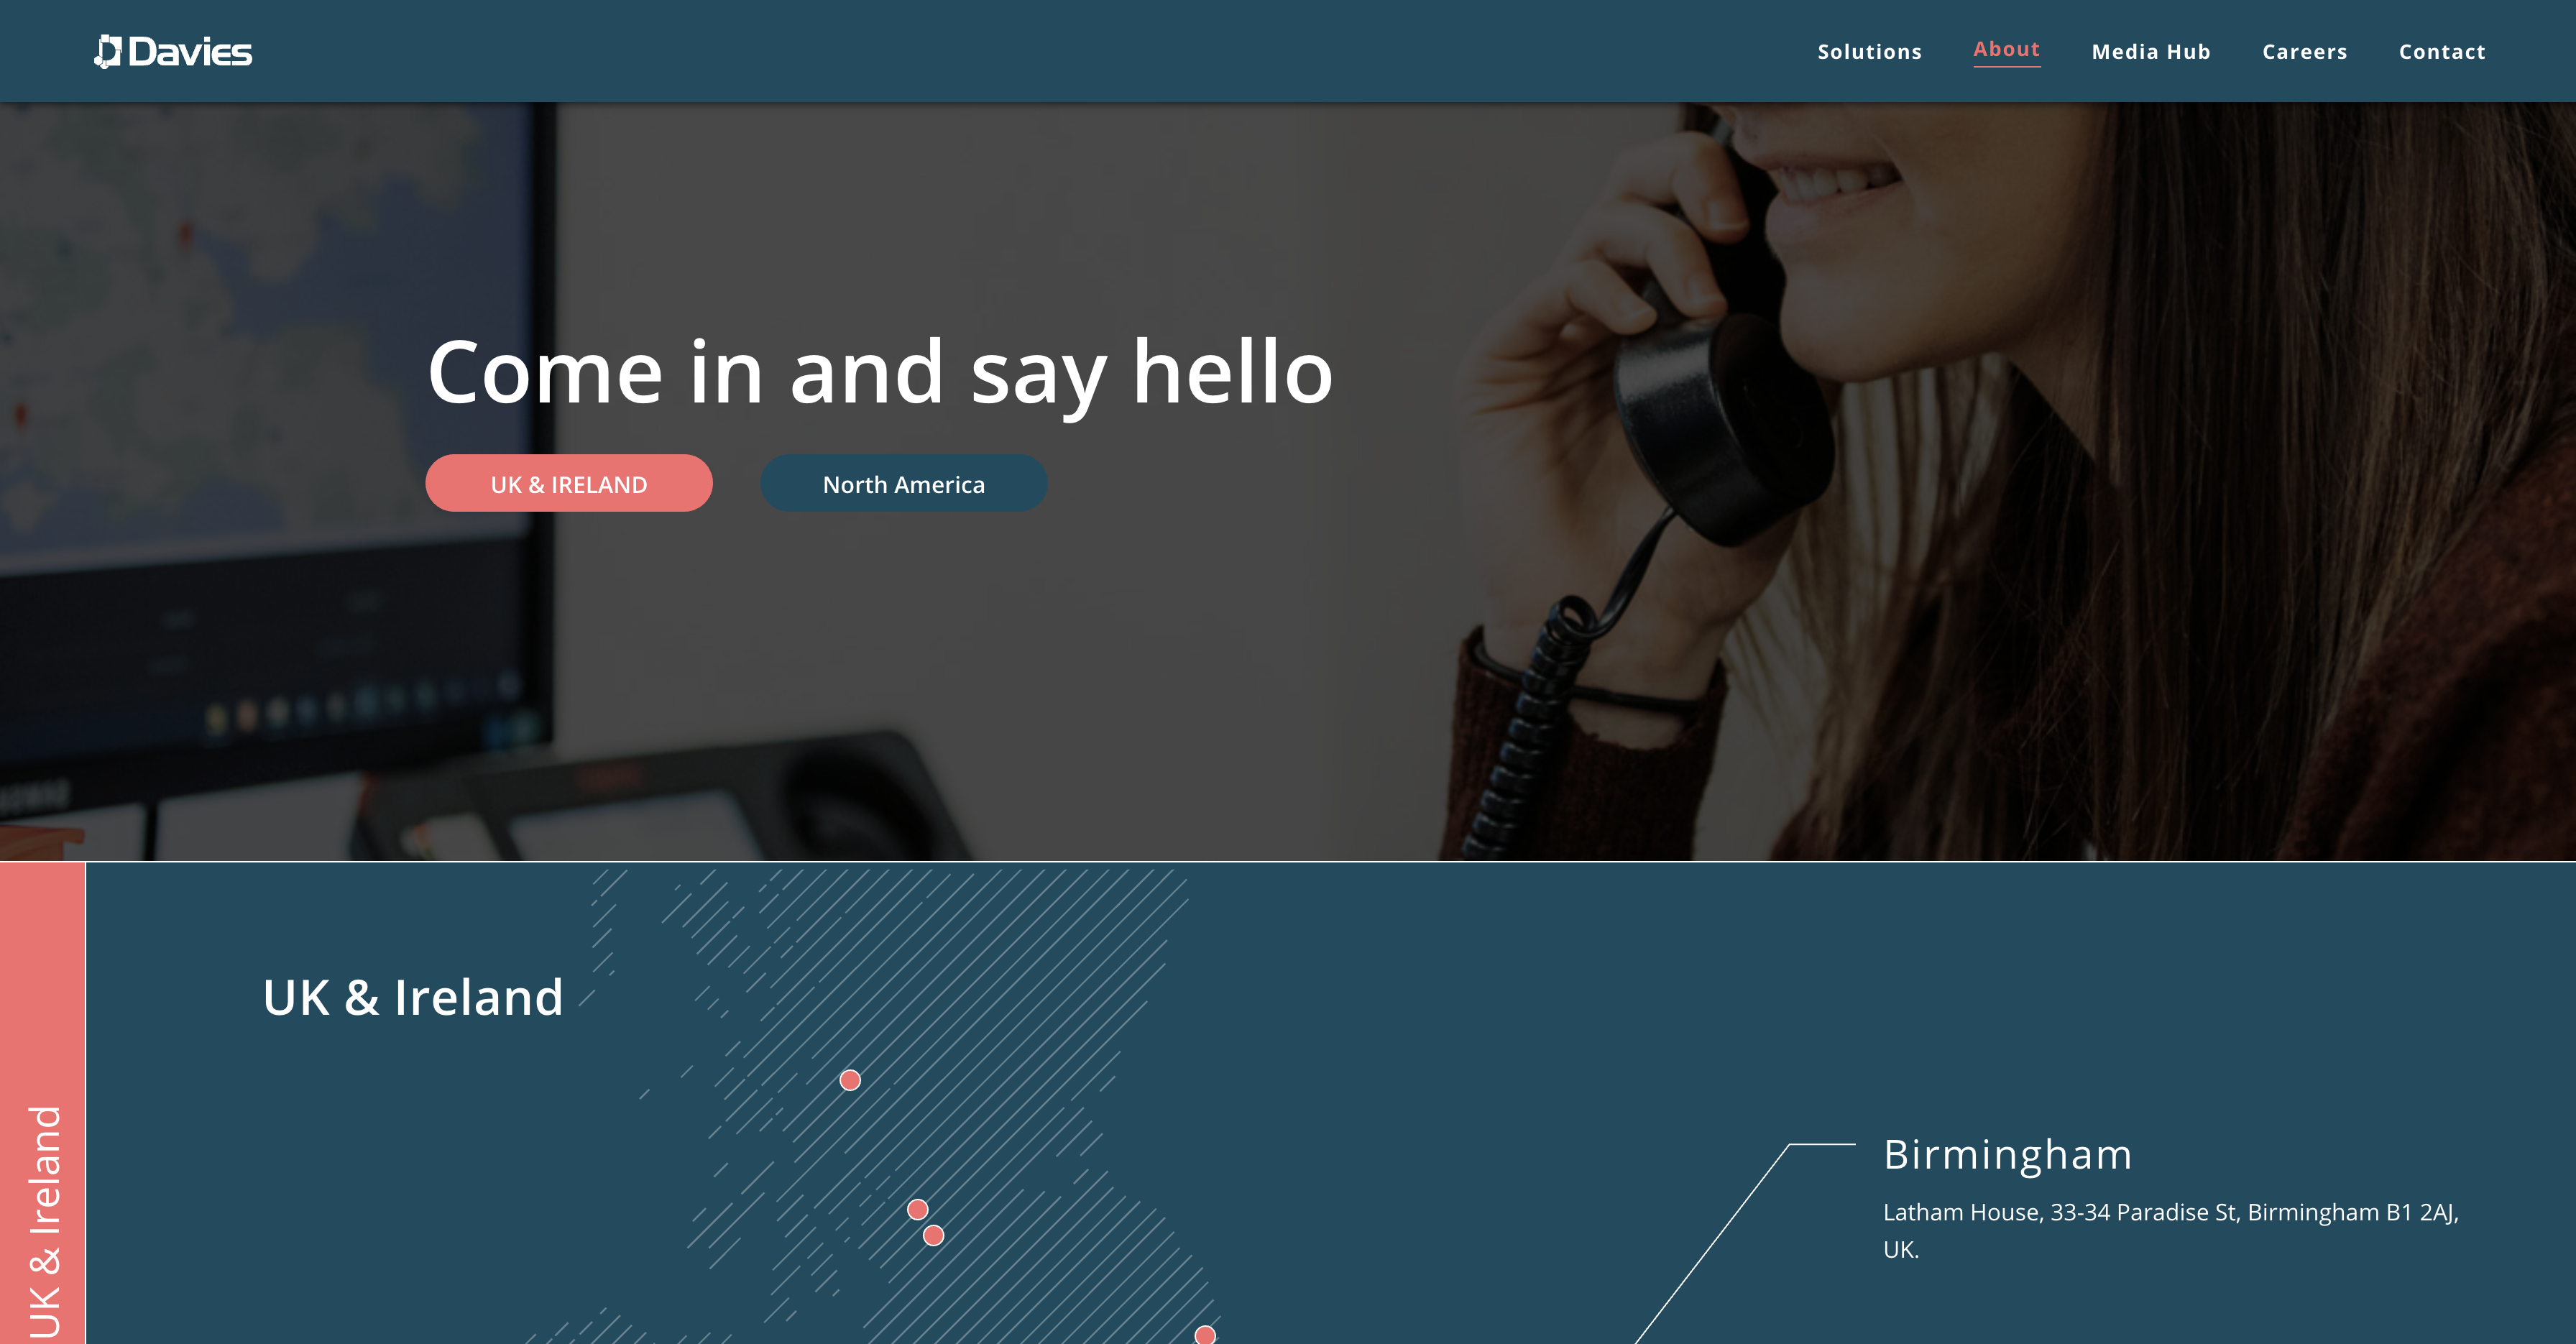 Davies
Solutions
About
Media Hub
Careers
Contact
Come in and say hello
UK & IRELAND
North America
UK & Ireland
UK & Ireland
Birmingham
Latham House, 33-34 Paradise St, Birmingham B1 2AJ,
UK.